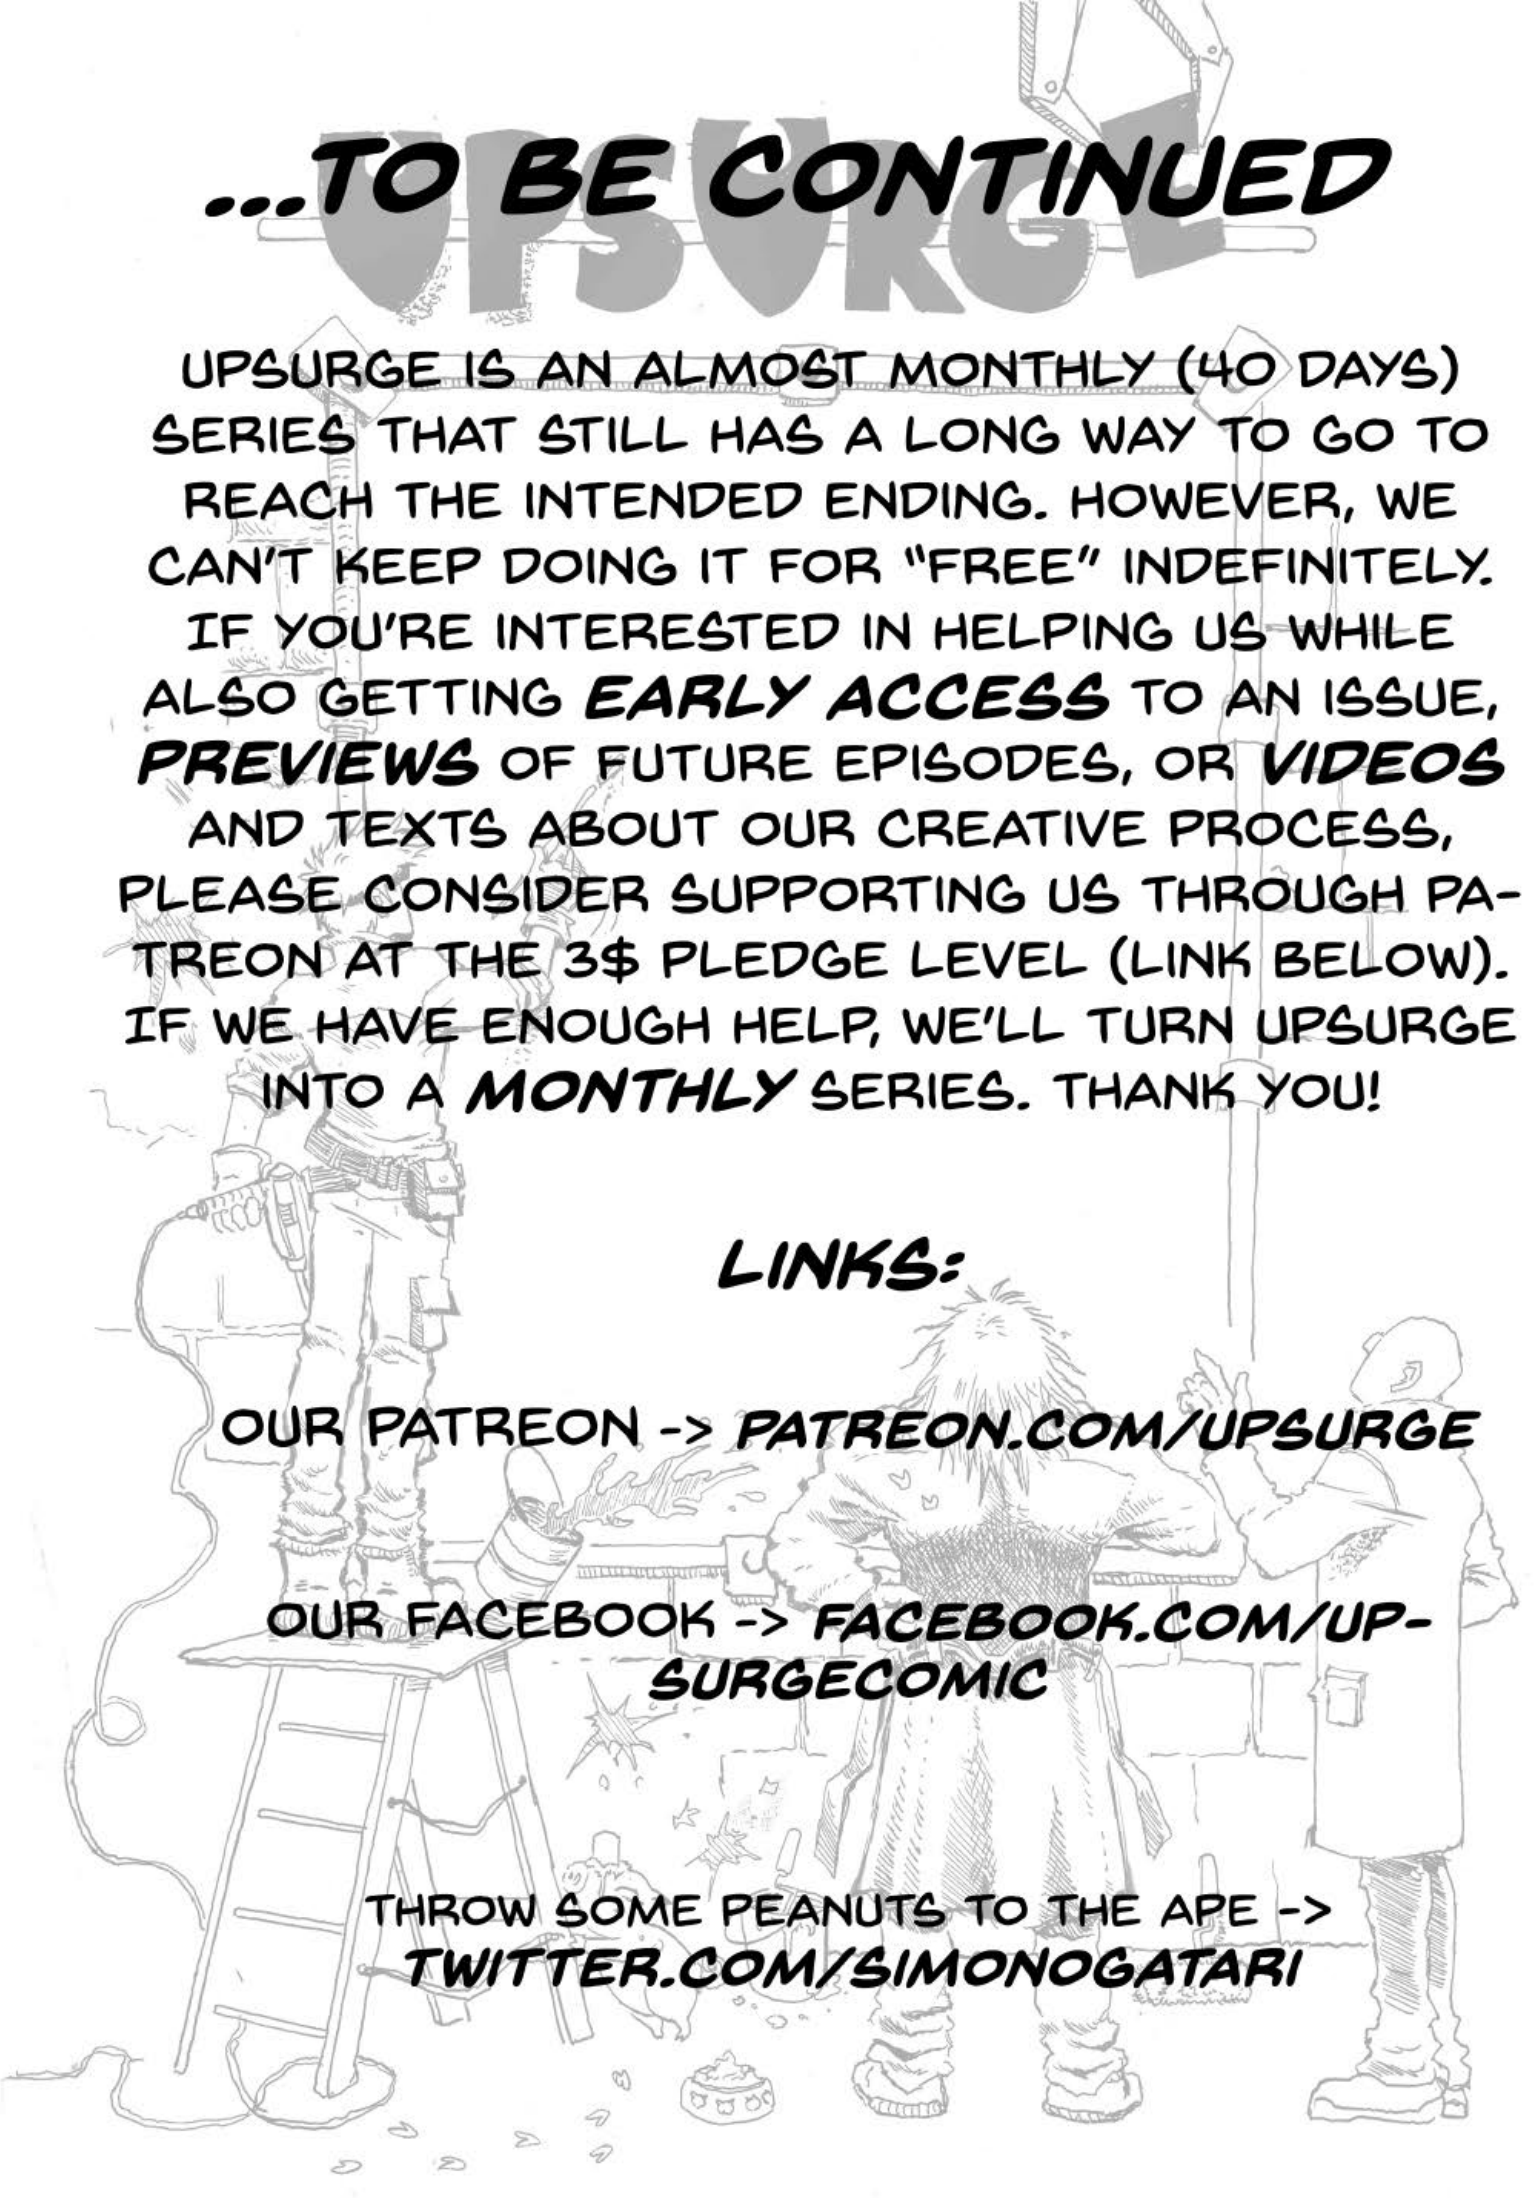 ...TO BE CONTINUED
UPSURGE
UPSURGE IS AN ALMOST MONTHLY (40 DAYS)
SERIES THAT STILL HAS A LONG WAY TO GO TO
REACH THE INTENDED ENDING. HOWEVER, WE
CAN'T KEEP DOING IT FOR "FREE" INDEFINITELY.
IF YOU'RE INTERESTED IN HELPING US WHILE
ALSO GETTING EARLY ACCESS TO AN ISSUE,
PREVIEWS OF FUTURE EPISODES, OR VIDEOS
AND TEXTS ABOUT OUR CREATIVE PROCESS,
PLEASE CONSIDER SUPPORTING US THROUGH PA-
TREON AT THE 3$ PLEDGE LEVEL (LINK BELOW).
IF WE HAVE ENOUGH HELP, WE'LL TURN UPSURGE
INTO A MONTHLY SERIES. THANK YOU!
LINKS:
OUR PATREON -> PATREON.COM/UPSURGE
OUR FACEBOOK -> FACEBOOK.COM/UP-
SURGECOMIC
THROW SOME PEANUTS TO THE APE ->
TWITTER.COM/SIMONOGATARI